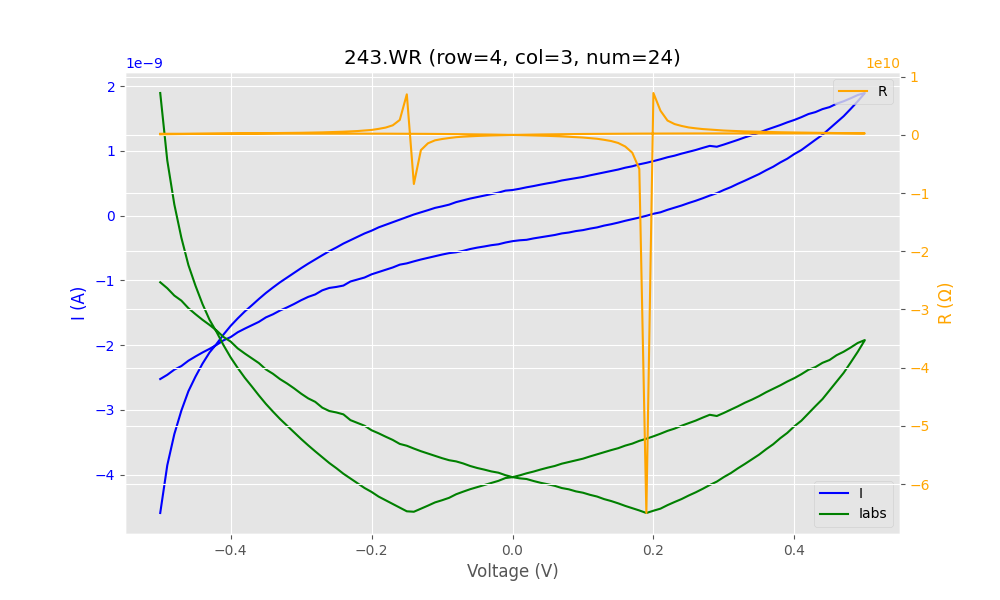 243.WR (row=4, col=3, num=24)
1e−9
1e10
2
1
0
−1
−2
−3
−4
I (A)
1
0
−1
−2
−3
−4
−5
−6
R (Ω)
R
I
Iabs
−0.4
−0.2
0.0
0.2
0.4
Voltage (V)